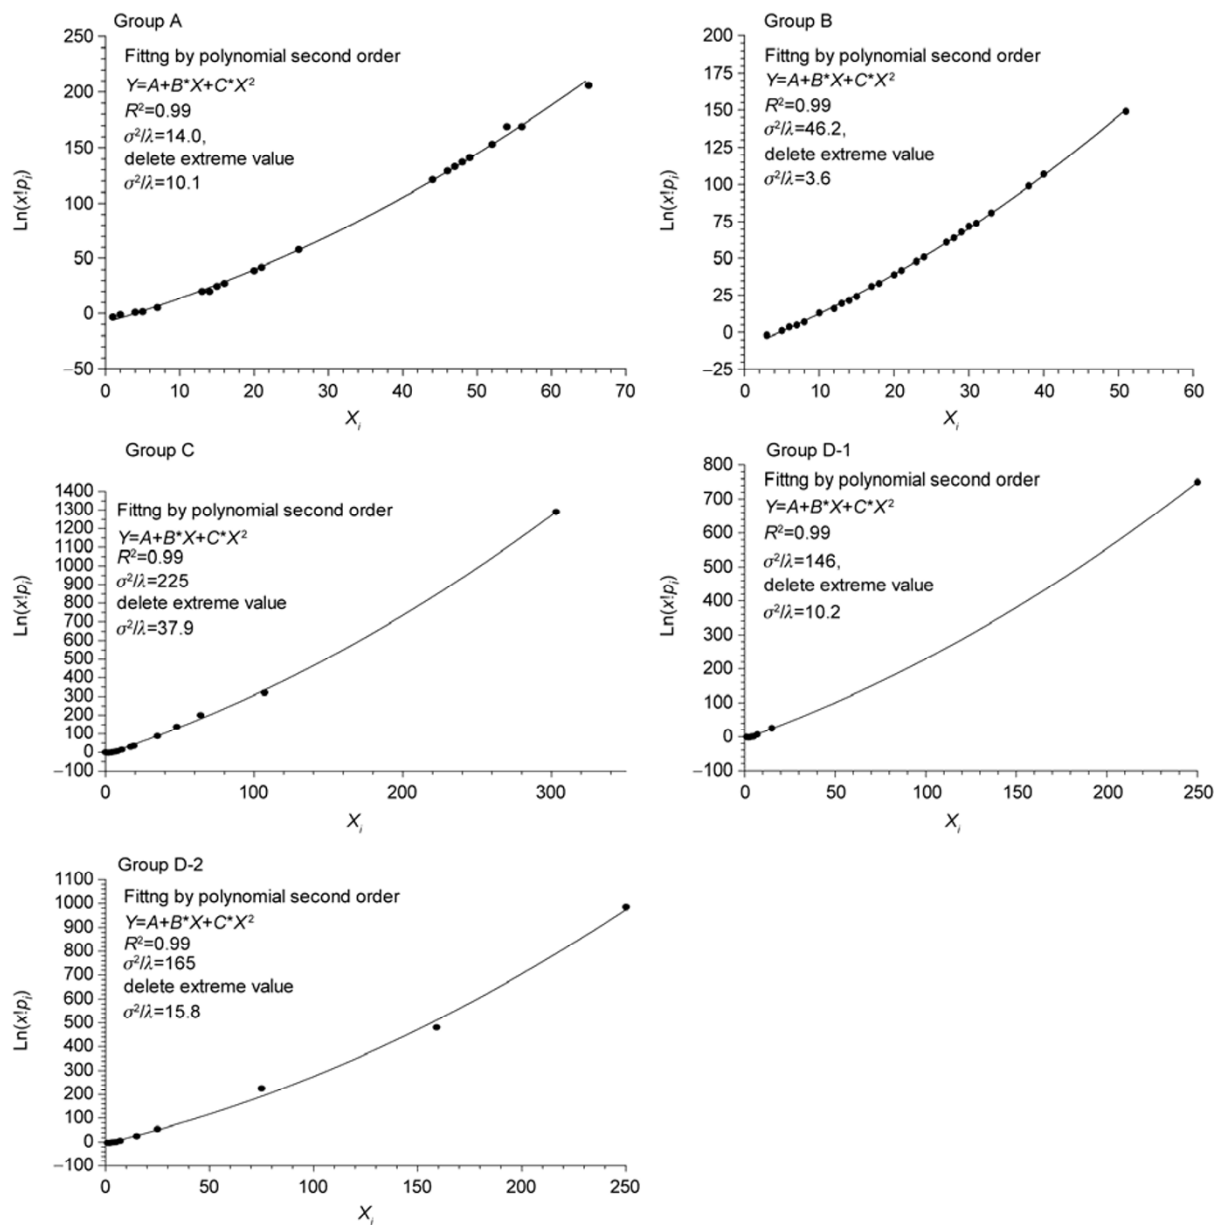 Group A
Fittng by polynomial second order
Y=A+B*X+C*X²
R²=0.99
σ²/λ=14.0,
delete extreme value
σ²/λ=10.1
Ln(x!pᵢ)
250
200
150
100
50
0
–50
0 10 20 30 40 50 60 70
Xᵢ
Group B
Fittng by polynomial second order
Y=A+B*X+C*X²
R²=0.99
σ²/λ=46.2,
delete extreme value
σ²/λ=3.6
Ln(x!pᵢ)
200
175
150
125
100
75
50
25
0
–25
0 10 20 30 40 50 60
Xᵢ
Group C
Fittng by polynomial second order
Y=A+B*X+C*X²
R²=0.99
σ²/λ=225
delete extreme value
σ²/λ=37.9
Ln(x!pᵢ)
1400
1300
1200
1100
1000
900
800
700
600
500
400
300
200
100
0
–100
0 100 200 300
Xᵢ
Group D-1
Fittng by polynomial second order
Y=A+B*X+C*X²
R²=0.99
σ²/λ=146,
delete extreme value
σ²/λ=10.2
Ln(x!pᵢ)
800
700
600
500
400
300
200
100
0
–100
0 50 100 150 200 250
Xᵢ
Group D-2
Fittng by polynomial second order
Y=A+B*X+C*X²
R²=0.99
σ²/λ=165
delete extreme value
σ²/λ=15.8
Ln(x!pᵢ)
1100
1000
900
800
700
600
500
400
300
200
100
0
–100
0 50 100 150 200 250
Xᵢ